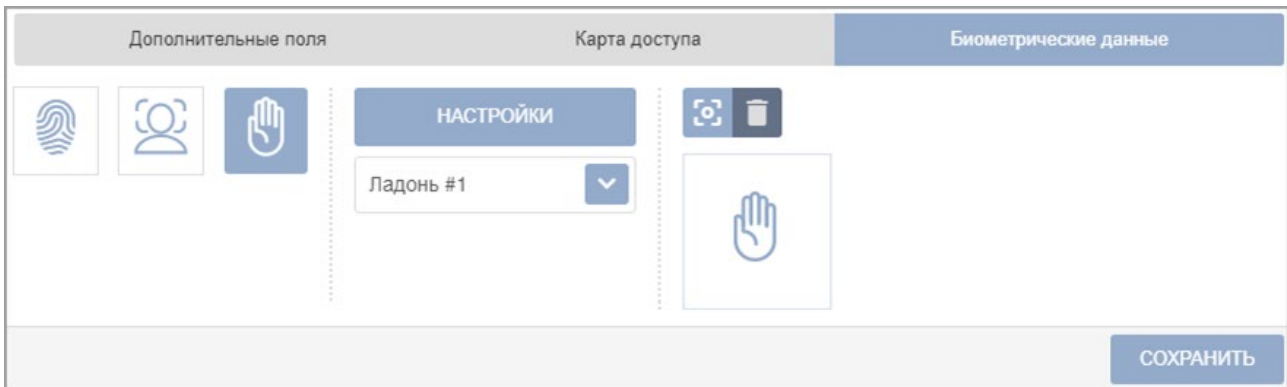 Дополнительные поля Карта доступа Биометрические данные
НАСТРОЙКИ
Ладонь #1
СОХРАНИТЬ